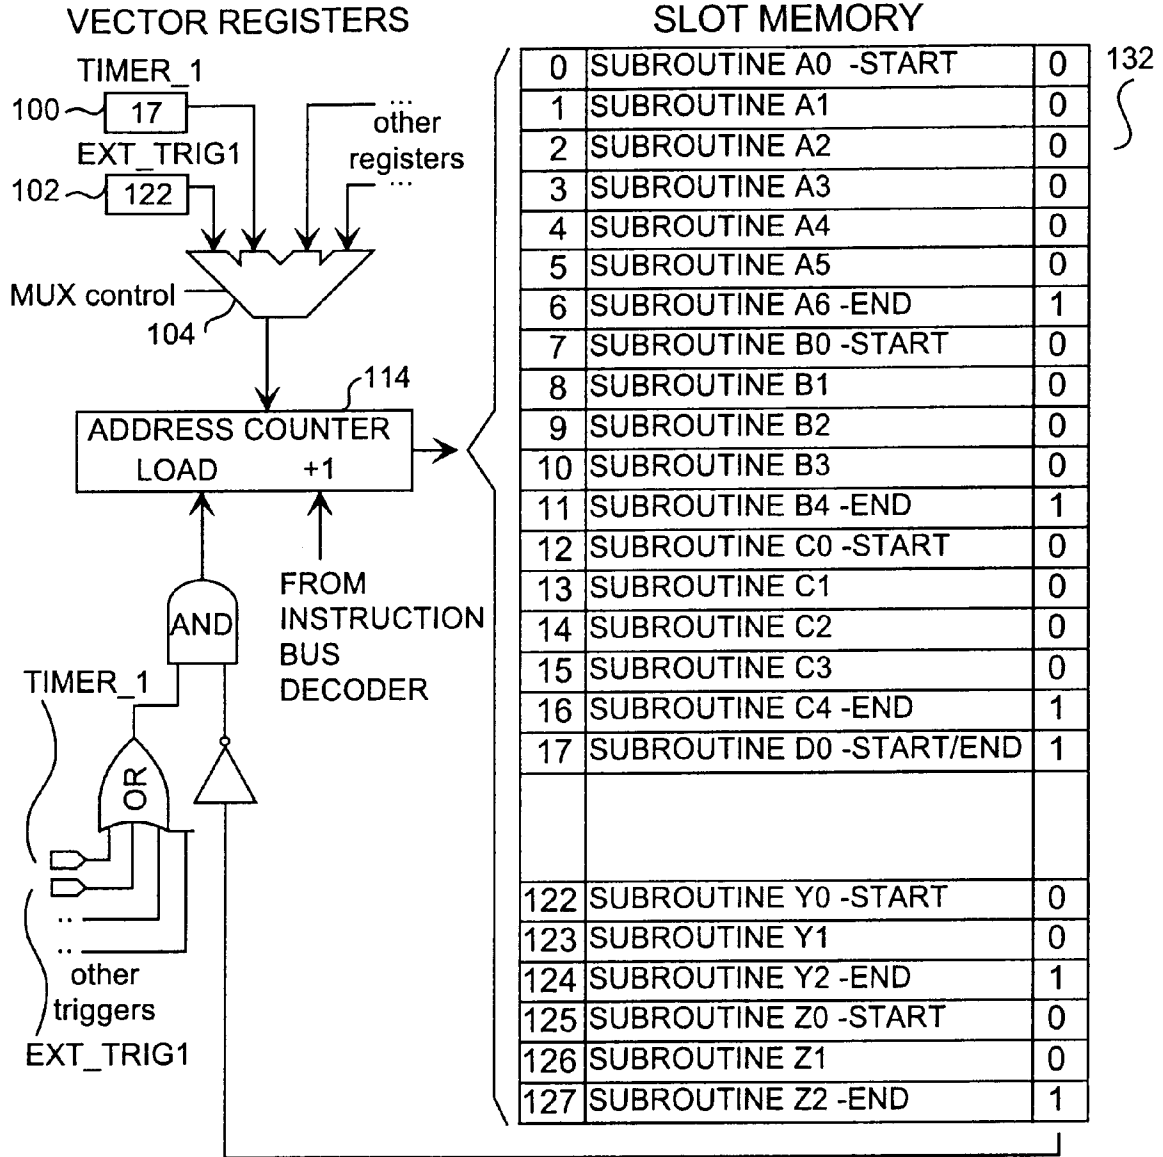 VECTOR REGISTERS
TIMER_1
100
17
EXT_TRIG1
102
122
...
other
registers
...
MUX control
104
114
ADDRESS COUNTER
LOAD +1
AND
FROM
INSTRUCTION
BUS
DECODER
TIMER_1
OR
..
..
other
triggers
EXT_TRIG1
SLOT MEMORY
132
0 SUBROUTINE A0 -START 0
1 SUBROUTINE A1 0
2 SUBROUTINE A2 0
3 SUBROUTINE A3 0
4 SUBROUTINE A4 0
5 SUBROUTINE A5 0
6 SUBROUTINE A6 -END 1
7 SUBROUTINE B0 -START 0
8 SUBROUTINE B1 0
9 SUBROUTINE B2 0
10 SUBROUTINE B3 0
11 SUBROUTINE B4 -END 1
12 SUBROUTINE C0 -START 0
13 SUBROUTINE C1 0
14 SUBROUTINE C2 0
15 SUBROUTINE C3 0
16 SUBROUTINE C4 -END 1
17 SUBROUTINE D0 -START/END 1
122 SUBROUTINE Y0 -START 0
123 SUBROUTINE Y1 0
124 SUBROUTINE Y2 -END 1
125 SUBROUTINE Z0 -START 0
126 SUBROUTINE Z1 0
127 SUBROUTINE Z2 -END 1